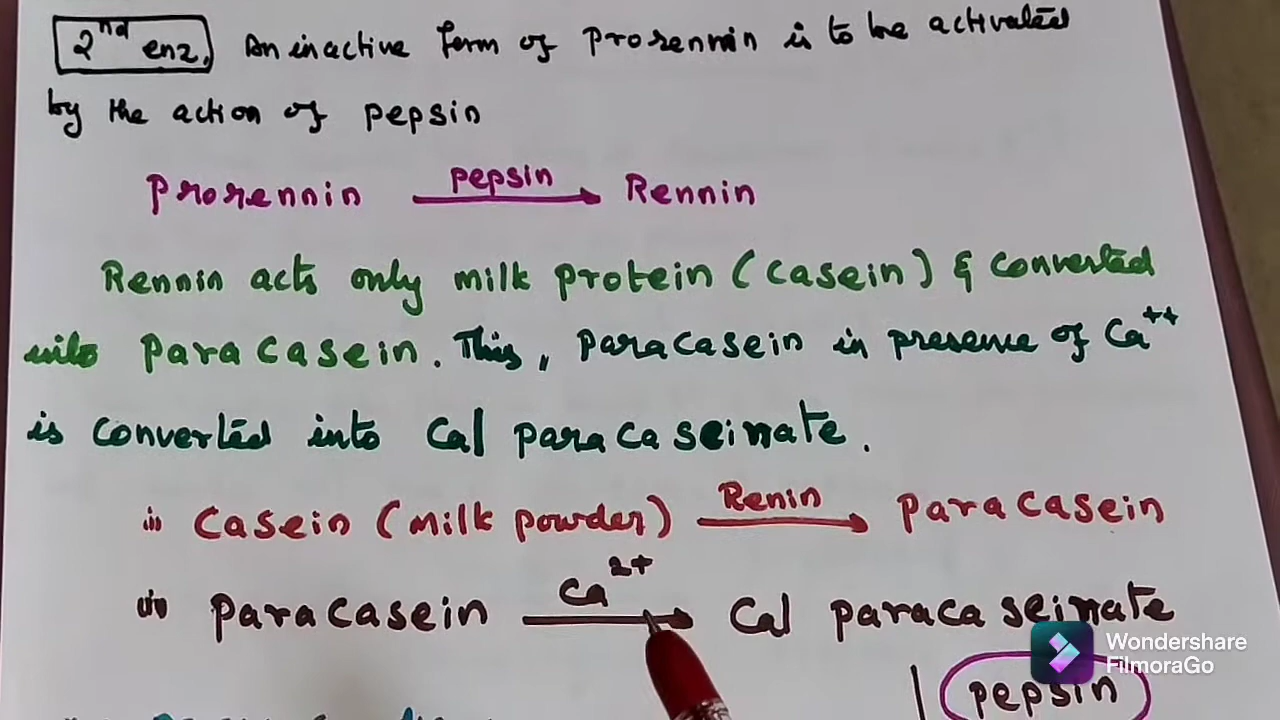 2nd enz. An inactive form of prorennin is to be activated
by the action of pepsin
Prorennin pepsin Rennin
Rennin acts only milk protein (casein) & converted
into paracasein. This, paracasein in presence of Ca++
is converted into Cal paracaseinate.
i) Casein (milk powder) Renin paracasein
ii) paracasein Ca2+ Cal paracaseinate
Wondershare
FilmoraGo
pepsin